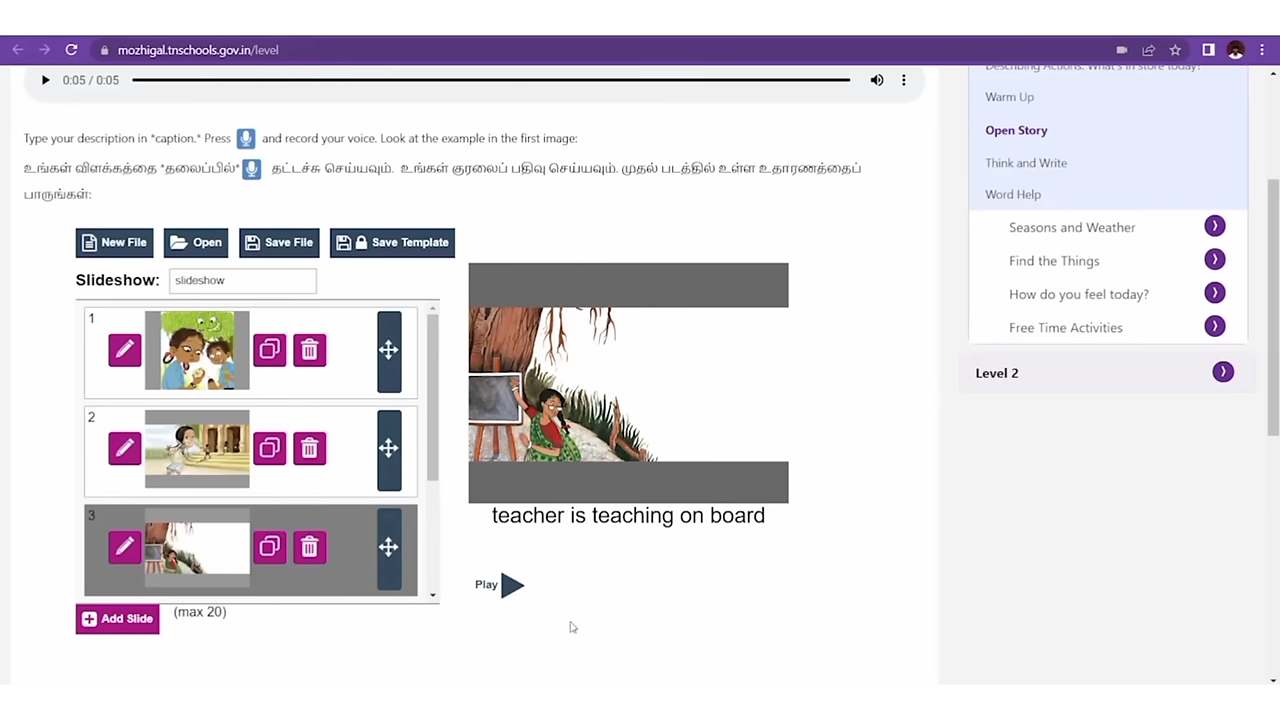 mozhigal.tnschools.gov.in/level
0:05 / 0:05
Describing Actions: What's in store today?
Warm Up
Open Story
Think and Write
Word Help
Seasons and Weather
Find the Things
How do you feel today?
Free Time Activities
Level 2
Type your description in *caption.* Press and record your voice. Look at the example in the first image:
உங்கள் விளக்கத்தை *தலைப்பில்* தட்டச்சு செய்யவும். உங்கள் குரலைப் பதிவு செய்யவும். முதல் படத்தில் உள்ள உதாரணத்தைப்
பாருங்கள்:
New File Open Save File Save Template
Slideshow: slideshow
1
2
3
teacher is teaching on board
Play
Add Slide (max 20)